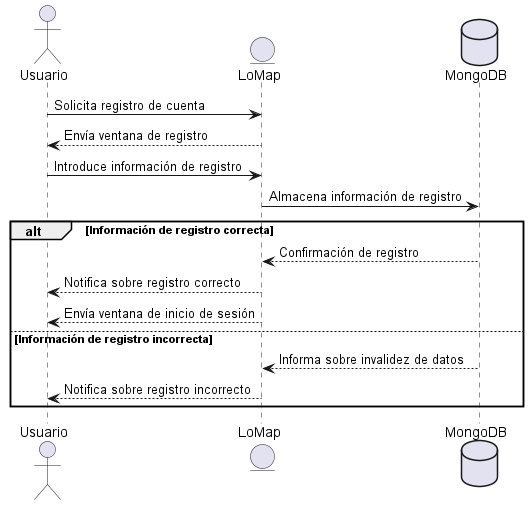 Usuario
LoMap
MongoDB
Solicita registro de cuenta
Envía ventana de registro
Introduce información de registro
Almacena información de registro
alt [Información de registro correcta]
Confirmación de registro
Notifica sobre registro correcto
Envía ventana de inicio de sesión
[Información de registro incorrecta]
Informa sobre invalidez de datos
Notifica sobre registro incorrecto
Usuario
LoMap
MongoDB